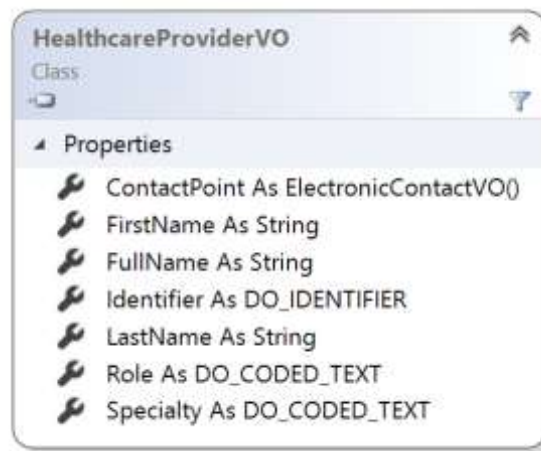 HealthcareProviderVO
Class
Properties
ContactPoint As ElectronicContactVO()
FirstName As String
FullName As String
Identifier As DO_IDENTIFIER
LastName As String
Role As DO_CODED_TEXT
Specialty As DO_CODED_TEXT